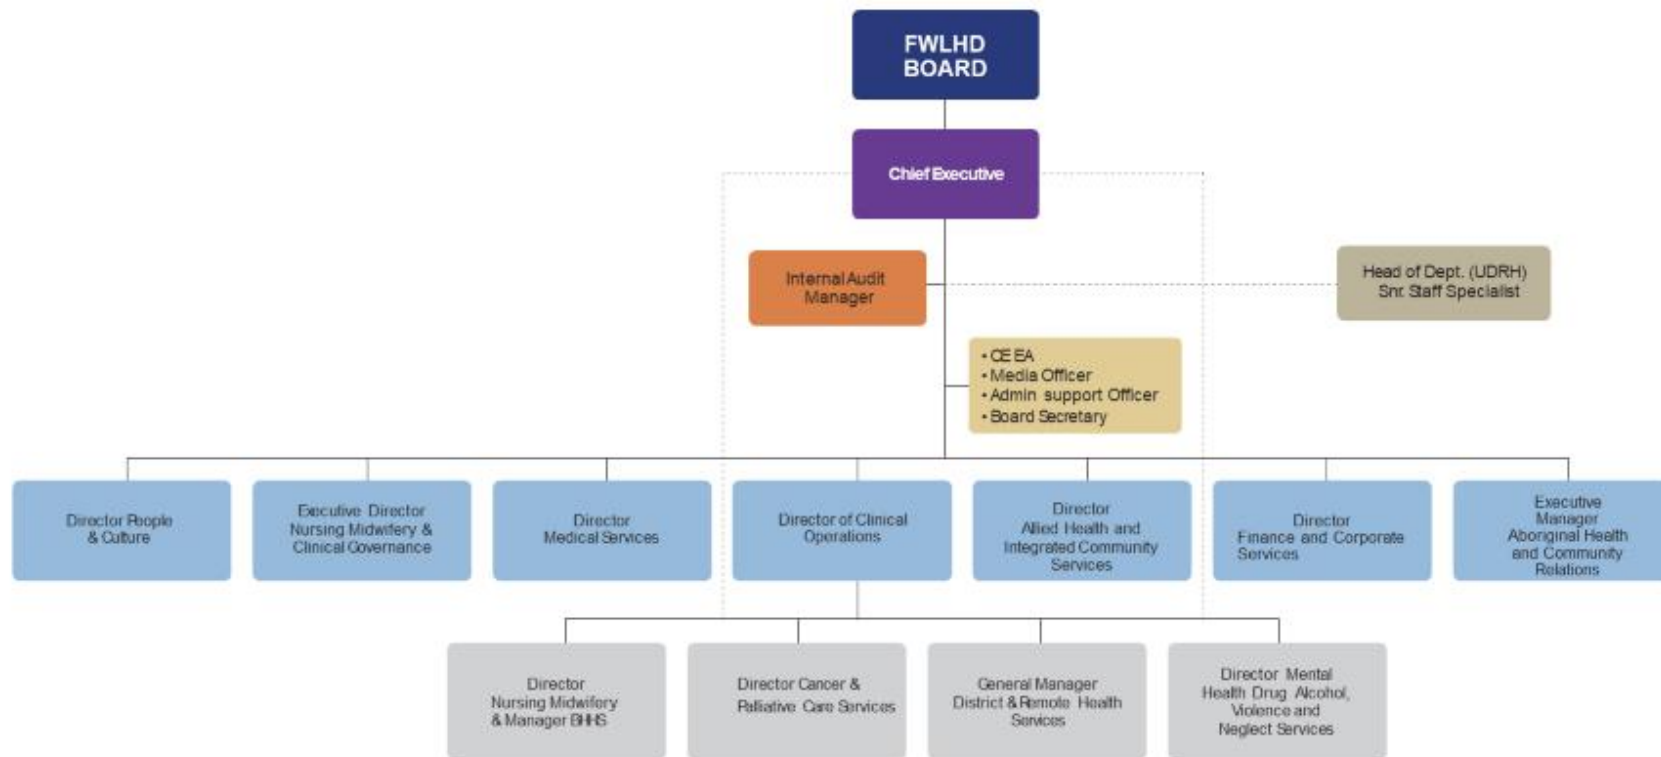 FWLHD
BOARD
Chief Executive
Internal Audit
Manager
Head of Dept. (UDRH)
Snr. Staff Specialist
• CE EA
• Media Officer
• Admin support Officer
• Board Secretary
Director People
& Culture
Executive Director
Nursing Midwifery &
Clinical Governance
Director
Medical Services
Director of Clinical
Operations
Director
Allied Health and
Integrated Community
Services
Director
Finance and Corporate
Services
Executive
Manager
Aboriginal Health
and Community
Relations
Director
Nursing Midwifery
& Manager BHHS
Director Cancer &
Palliative Care Services
General Manager
District & Remote Health
Services
Director Mental
Health Drug Alcohol,
Violence and
Neglect Services